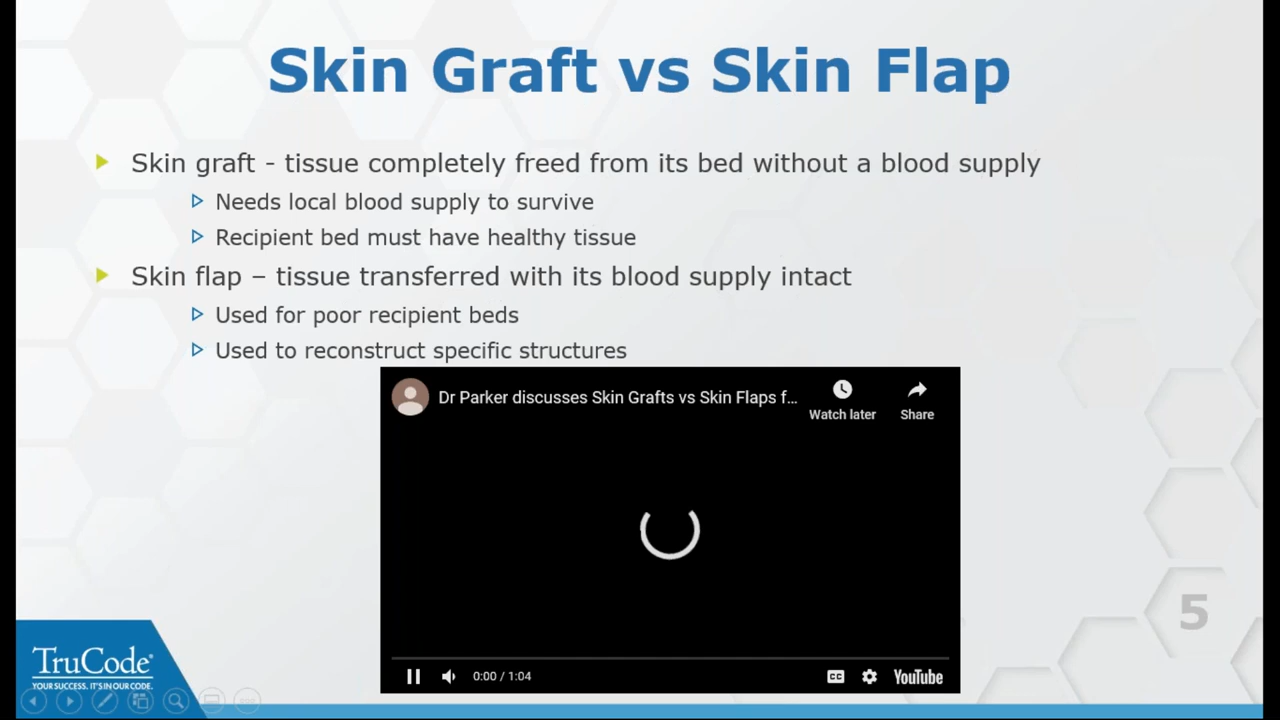 Skin Graft vs Skin Flap
Skin graft - tissue completely freed from its bed without a blood supply
Needs local blood supply to survive
Recipient bed must have healthy tissue
Skin flap – tissue transferred with its blood supply intact
Used for poor recipient beds
Used to reconstruct specific structures
Dr Parker discusses Skin Grafts vs Skin Flaps f...
Watch later
Share
0:00 / 1:04
CC
YouTube
5
TruCode®
YOUR SUCCESS. IT'S IN OUR CODE.